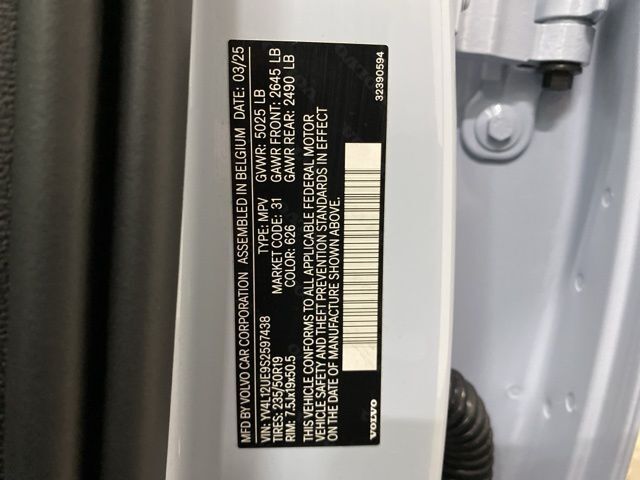 MFD BY VOLVO CAR CORPORATION ASSEMBLED IN BELGIUM DATE: 03/25
VIN: YV4L12UE9S2597438 TYPE: MPV GVWR: 5025 LB
TIRES: 235/50R19 MARKET CODE: 31 GAWR FRONT: 2645 LB
RIM: 7.5Jx19x50.5 COLOR: 626 GAWR REAR: 2490 LB
THIS VEHICLE CONFORMS TO ALL APPLICABLE FEDERAL MOTOR
VEHICLE SAFETY AND THEFT PREVENTION STANDARDS IN EFFECT
ON THE DATE OF MANUFACTURE SHOWN ABOVE.
VOLVO 32390594